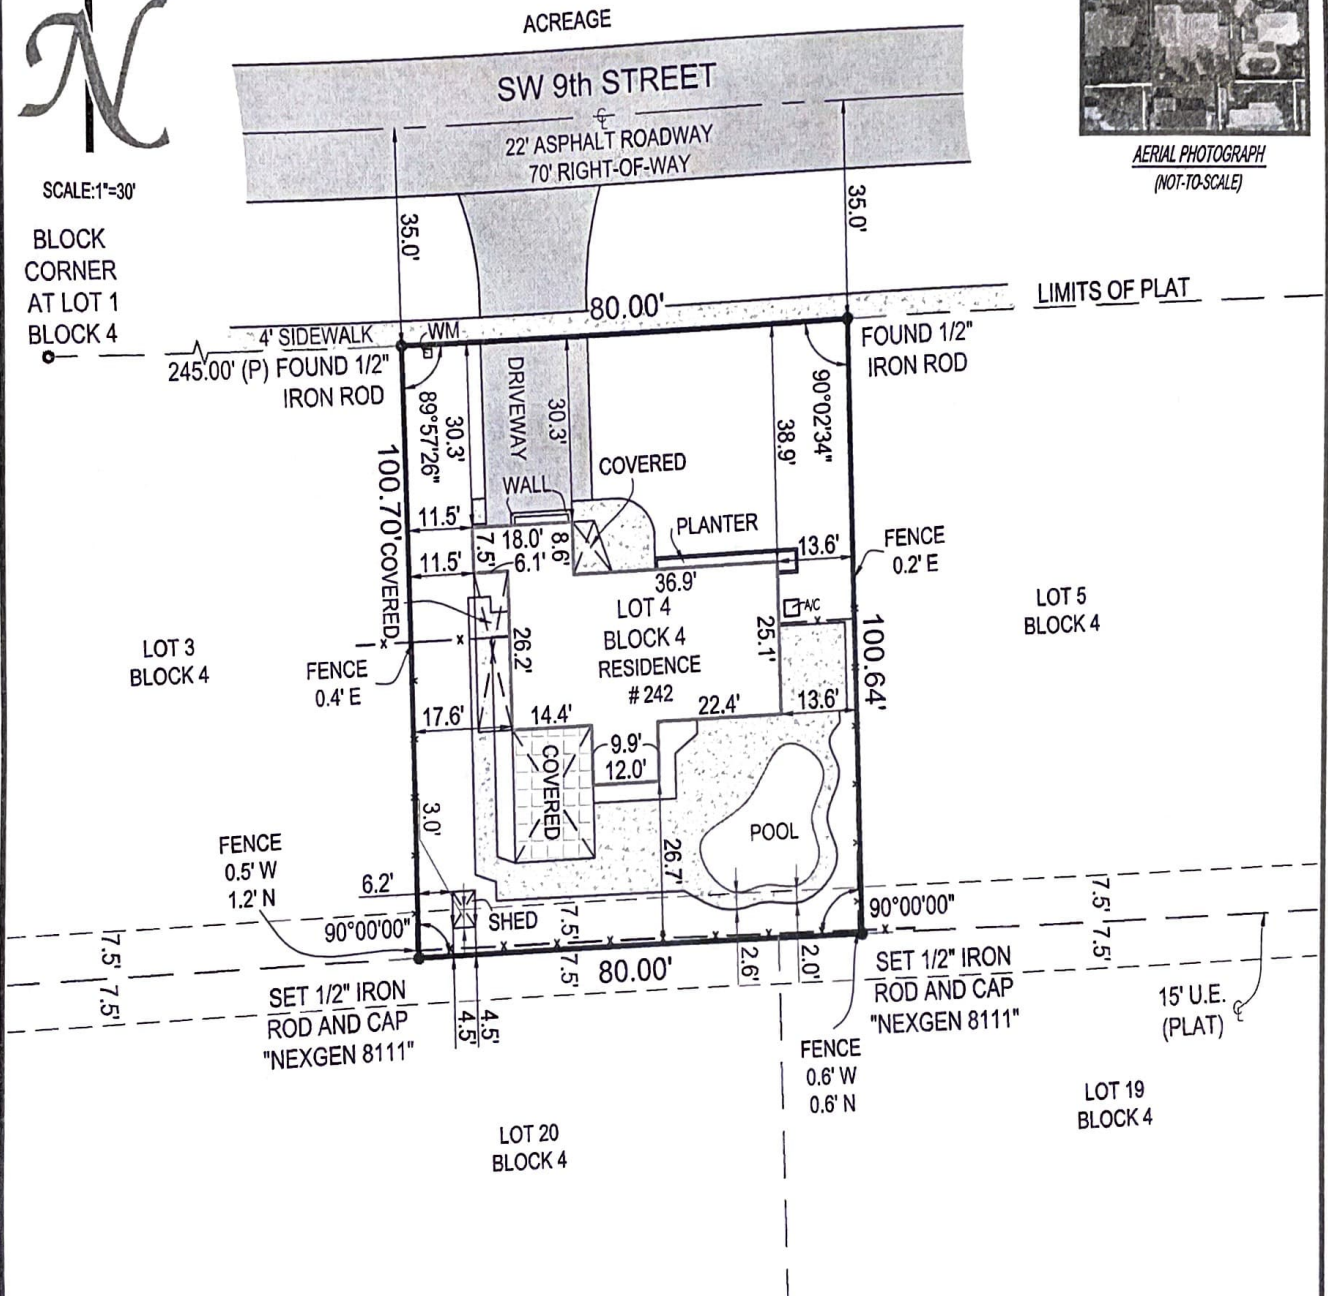 N
SCALE:1"=30'
ACREAGE
SW 9th STREET
℄
22' ASPHALT ROADWAY
70' RIGHT-OF-WAY
AERIAL PHOTOGRAPH
(NOT-TO-SCALE)
35.0'
35.0'
BLOCK
CORNER
AT LOT 1
BLOCK 4
245.00' (P)
4' SIDEWALK
WM
80.00'
LIMITS OF PLAT
FOUND 1/2"
IRON ROD
FOUND 1/2"
IRON ROD
89°57'26"
30.3'
DRIVEWAY
30.3'
38.9'
90°02'34"
100.70'
COVERED
WALL
COVERED
PLANTER
11.5'
11.5'
7.5'
18.0'
6.1'
8.6'
36.9'
13.6'
FENCE
0.2' E
A/C
LOT 4
BLOCK 4
RESIDENCE
# 242
26.2'
25.1'
100.64'
LOT 3
BLOCK 4
LOT 5
BLOCK 4
FENCE
0.4' E
17.6'
14.4'
22.4'
13.6'
9.9'
12.0'
COVERED
POOL
26.7'
3.0'
FENCE
0.5' W
1.2' N
6.2'
SHED
90°00'00"
90°00'00"
7.5'
7.5'
7.5'
7.5'
7.5'
7.5'
80.00'
2.6'
2.0'
4.5'
4.5'
SET 1/2" IRON
ROD AND CAP
"NEXGEN 8111"
SET 1/2" IRON
ROD AND CAP
"NEXGEN 8111"
15' U.E.
(PLAT)
℄
FENCE
0.6' W
0.6' N
LOT 20
BLOCK 4
LOT 19
BLOCK 4